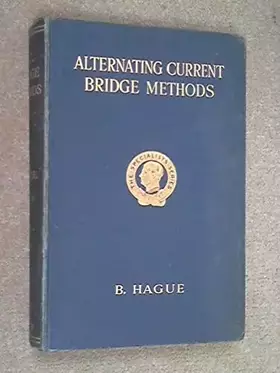 ALTERNATING CURRENT
BRIDGE METHODS
THE SPECIALISTS SERIES
B. HAGUE